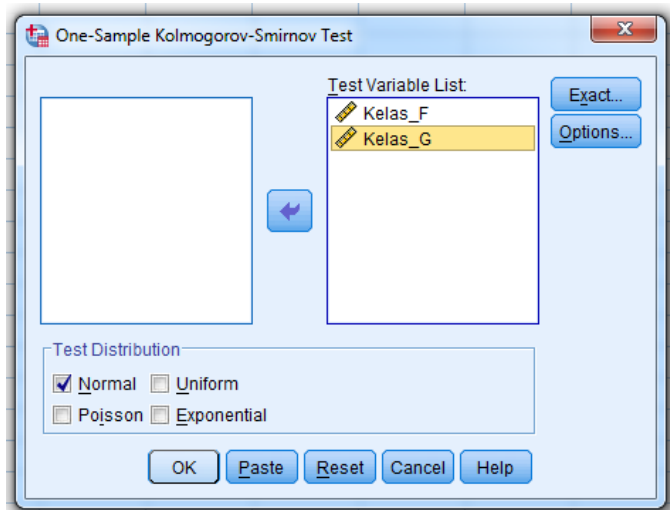 One-Sample Kolmogorov-Smirnov Test
Test Variable List:
Kelas_F
Kelas_G
Exact...
Options...
Test Distribution
Normal Uniform
Poisson Exponential
OK Paste Reset Cancel Help